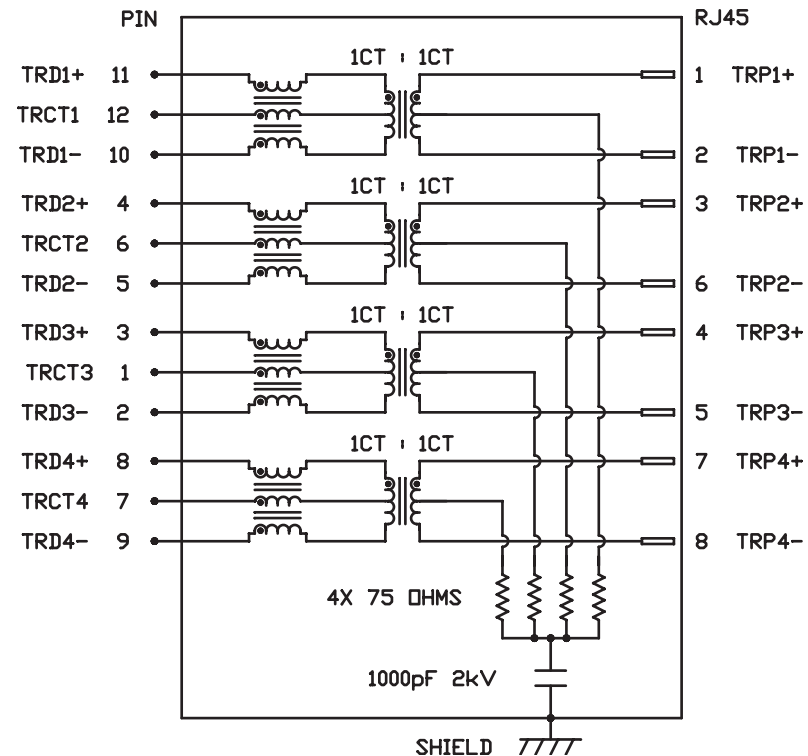 PIN RJ45
1CT : 1CT
TRD1+ 11 1 TRP1+
TRCT1 12
TRD1- 10 2 TRP1-
1CT : 1CT
TRD2+ 4 3 TRP2+
TRCT2 6
TRD2- 5 6 TRP2-
1CT : 1CT
TRD3+ 3 4 TRP3+
TRCT3 1
TRD3- 2 5 TRP3-
1CT : 1CT
TRD4+ 8 7 TRP4+
TRCT4 7
TRD4- 9 8 TRP4-
4X 75 OHMS
1000pF 2kV
SHIELD